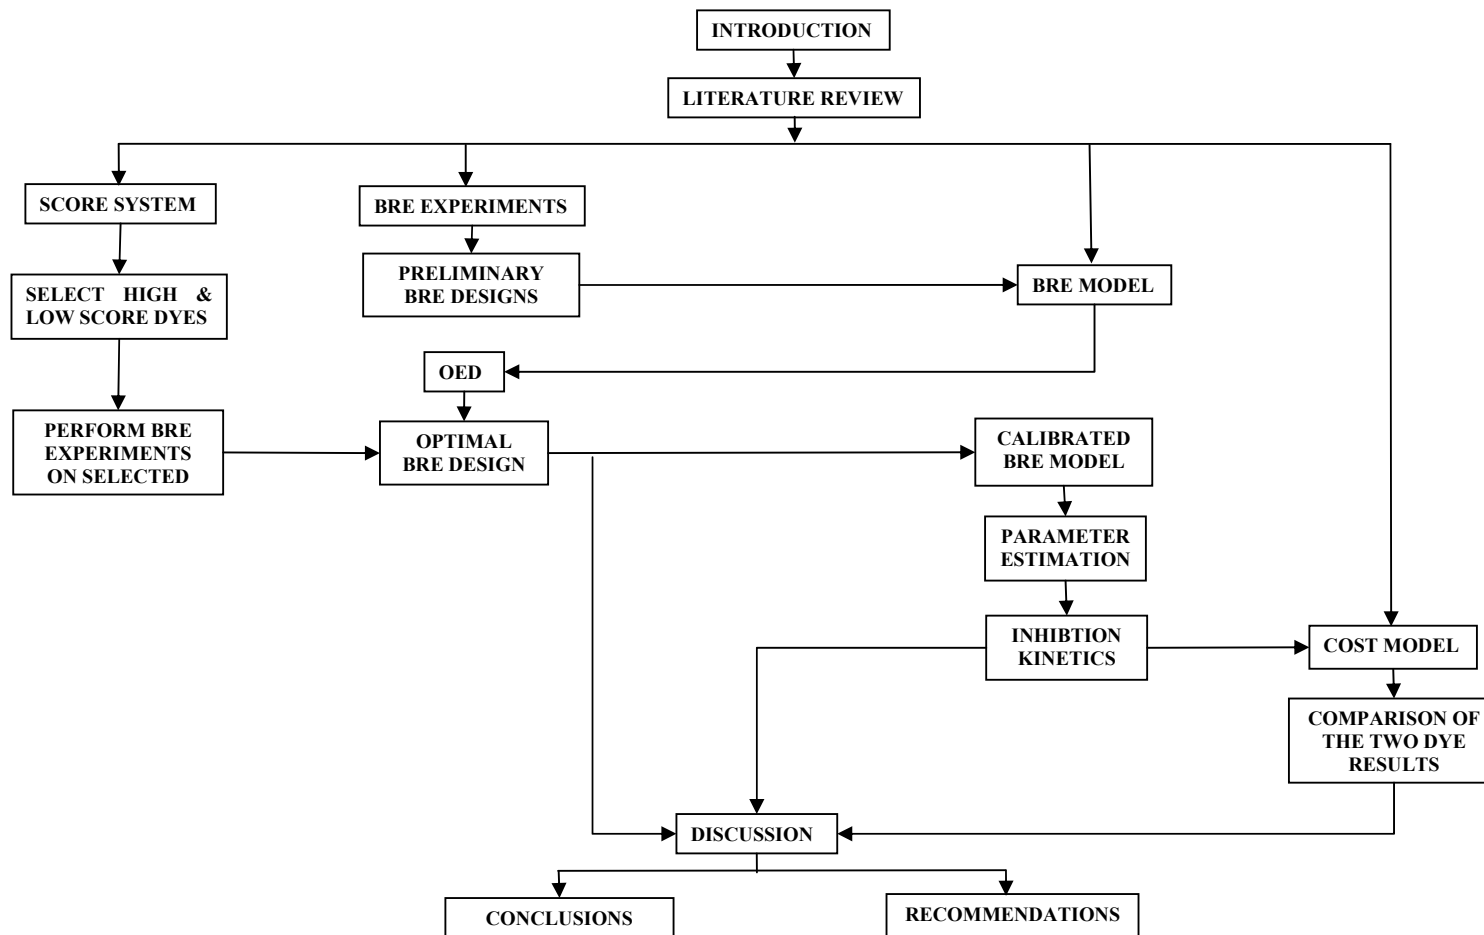 INTRODUCTION
LITERATURE REVIEW
SCORE SYSTEM
BRE EXPERIMENTS
PRELIMINARY
BRE DESIGNS
BRE MODEL
SELECT HIGH &
LOW SCORE DYES
OED
PERFORM BRE
EXPERIMENTS
ON SELECTED
OPTIMAL
BRE DESIGN
CALIBRATED
BRE MODEL
PARAMETER
ESTIMATION
INHIBTION
KINETICS
COST MODEL
COMPARISON OF
THE TWO DYE
RESULTS
DISCUSSION
CONCLUSIONS
RECOMMENDATIONS